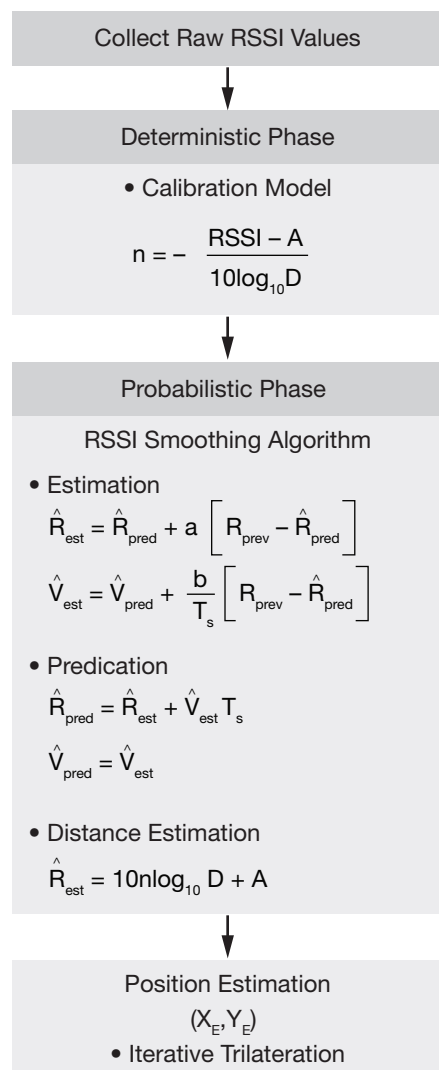 Collect Raw RSSI Values
Deterministic Phase
• Calibration Model
n = – RSSI – A / 10log₁₀D
Probabilistic Phase
RSSI Smoothing Algorithm
• Estimation
R̂est = R̂pred + a [ Rprev – R̂pred ]
V̂est = V̂pred + b/Ts [ Rprev – R̂pred ]
• Predication
R̂pred = R̂est + V̂est Ts
V̂pred = V̂est
• Distance Estimation
R̂est = 10nlog₁₀ D + A
Position Estimation
(XE,YE)
• Iterative Trilateration